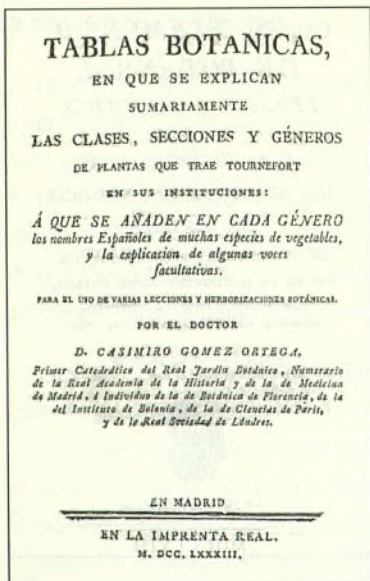 TABLAS BOTANICAS,
EN QUE SE EXPLICAN
SUMARIAMENTE
LAS CLASES, SECCIONES Y GÉNEROS
DE PLANTAS QUE TRAE TOURNEFORT
EN SUS INSTITUCIONES:
Á QUE SE AÑADEN EN CADA GÉNERO
los nombres Españoles de muchas especies de vegetables,
y la explicacion de algunas voces
facultativas.
PARA EL USO DE VARIAS LECCIONES Y HERBORIZACIONES BOTÁNICAS.
POR EL DOCTOR
D. CASIMIRO GOMEZ ORTEGA,
Primer Catedrático del Real Jardin Botánico, Numerario
de la Real Academia de la Historia y de la de Medicina
de Madrid, é Individuo de la de Botánica de Florencia, de la
del Instituto de Bolonia, de la de Ciencias de Paris,
y de la Real Sociedad de Lóndres.
EN MADRID
EN LA IMPRENTA REAL.
M. DCC. LXXXIII.